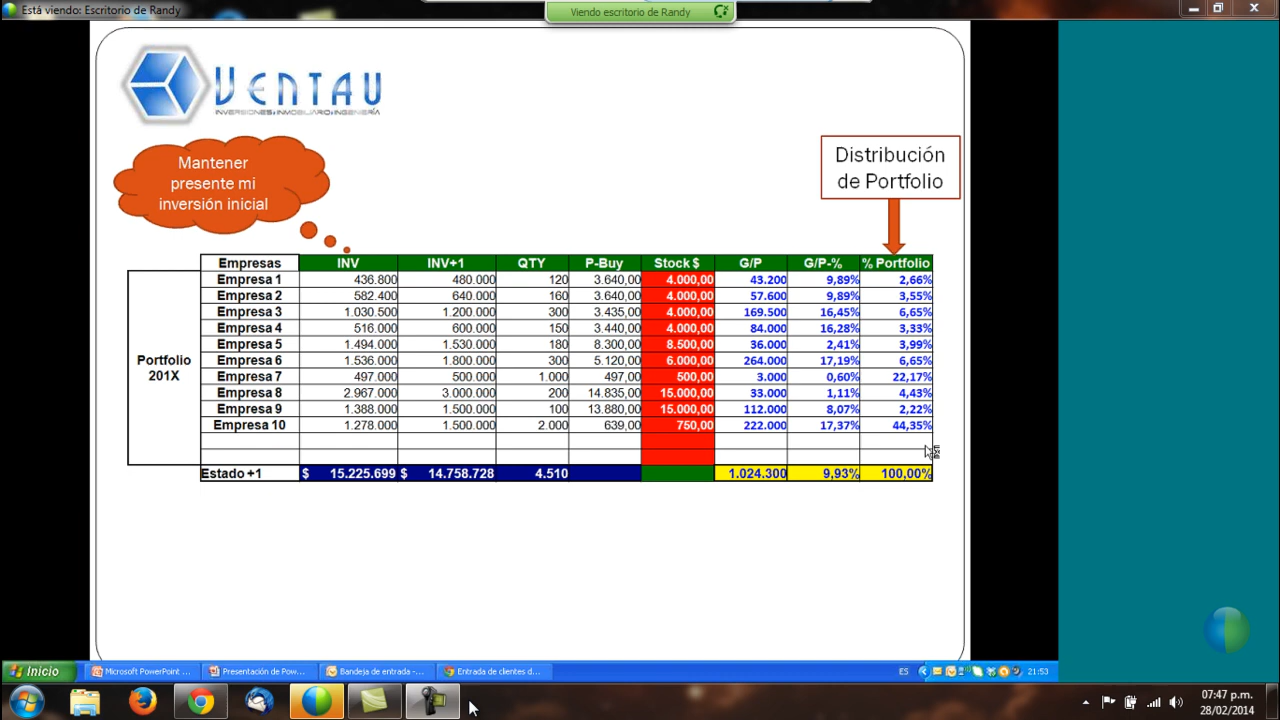 Está viendo: Escritorio de Randy
Viendo escritorio de Randy
VENTAU
INVERSIONES:INMOBILIARIO:INGENIERÍA
Mantener
presente mi
inversión inicial
Distribución
de Portfolio
Empresas INV INV+1 QTY P-Buy Stock $ G/P G/P-% % Portfolio
Portfolio
201X
Empresa 1 436.800 480.000 120 3.640,00 4.000,00 43.200 9,89% 2,66%
Empresa 2 582.400 640.000 160 3.640,00 4.000,00 57.600 9,89% 3,55%
Empresa 3 1.030.500 1.200.000 300 3.435,00 4.000,00 169.500 16,45% 6,65%
Empresa 4 516.000 600.000 150 3.440,00 4.000,00 84.000 16,28% 3,33%
Empresa 5 1.494.000 1.530.000 180 8.300,00 8.500,00 36.000 2,41% 3,99%
Empresa 6 1.536.000 1.800.000 300 5.120,00 6.000,00 264.000 17,19% 6,65%
Empresa 7 497.000 500.000 1.000 497,00 500,00 3.000 0,60% 22,17%
Empresa 8 2.967.000 3.000.000 200 14.835,00 15.000,00 33.000 1,11% 4,43%
Empresa 9 1.388.000 1.500.000 100 13.880,00 15.000,00 112.000 8,07% 2,22%
Empresa 10 1.278.000 1.500.000 2.000 639,00 750,00 222.000 17,37% 44,35%
Estado +1 $ 15.225.699 $ 14.758.728 4.510 1.024.300 9,93% 100,00%
Inicio Microsoft PowerPoint ... Presentación de Pow... Bandeja de entrada -... Entrada de clientes d... ES 21:53
07:47 p.m.
28/02/2014